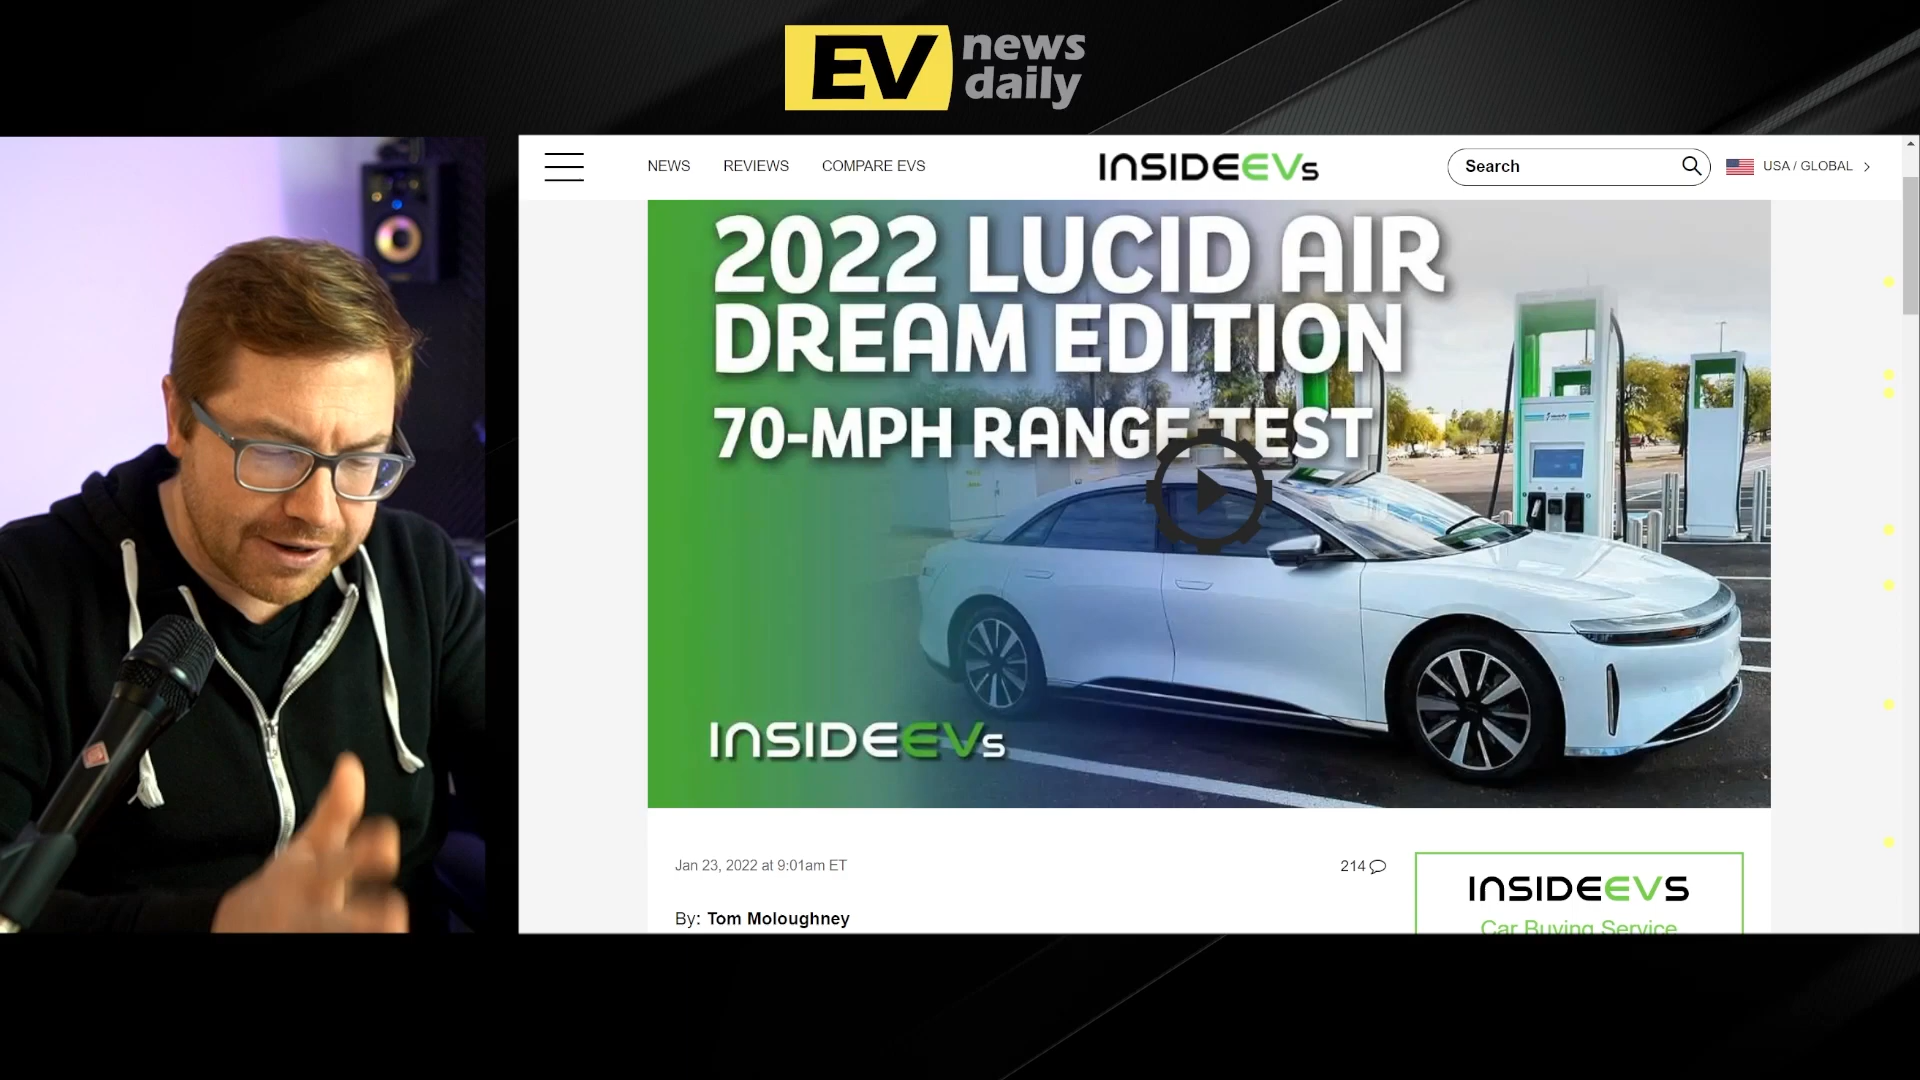 EV news
daily
NEWS REVIEWS COMPARE EVS INSIDEEVs Search USA / GLOBAL
2022 LUCID AIR
DREAM EDITION
70-MPH RANGE TEST
INSIDEEVs
Jan 23, 2022 at 9:01am ET 214
By: Tom Moloughney
INSIDEEVS
Car Buying Service